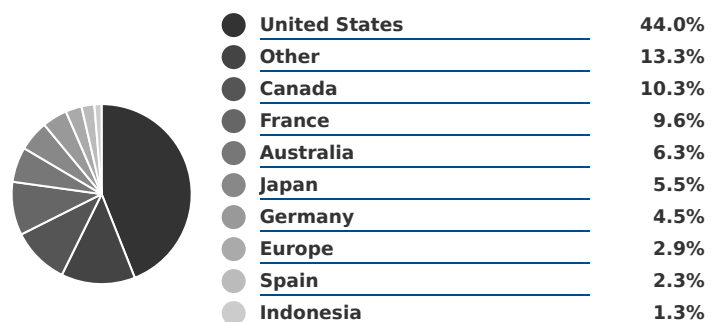 United States 44.0%
Other 13.3%
Canada 10.3%
France 9.6%
Australia 6.3%
Japan 5.5%
Germany 4.5%
Europe 2.9%
Spain 2.3%
Indonesia 1.3%